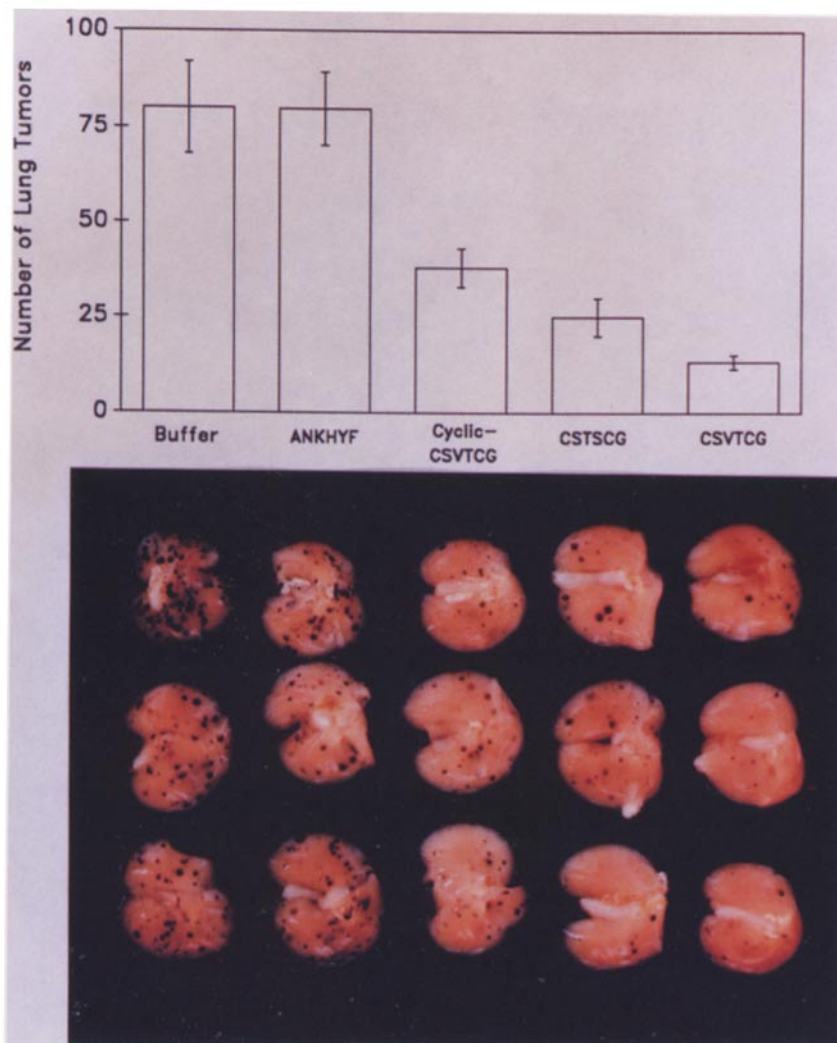 100
75
50
25
0
Number of Lung Tumors
Buffer
ANKHYF
Cyclic-
CSVTCG
CSTSCG
CSVTCG